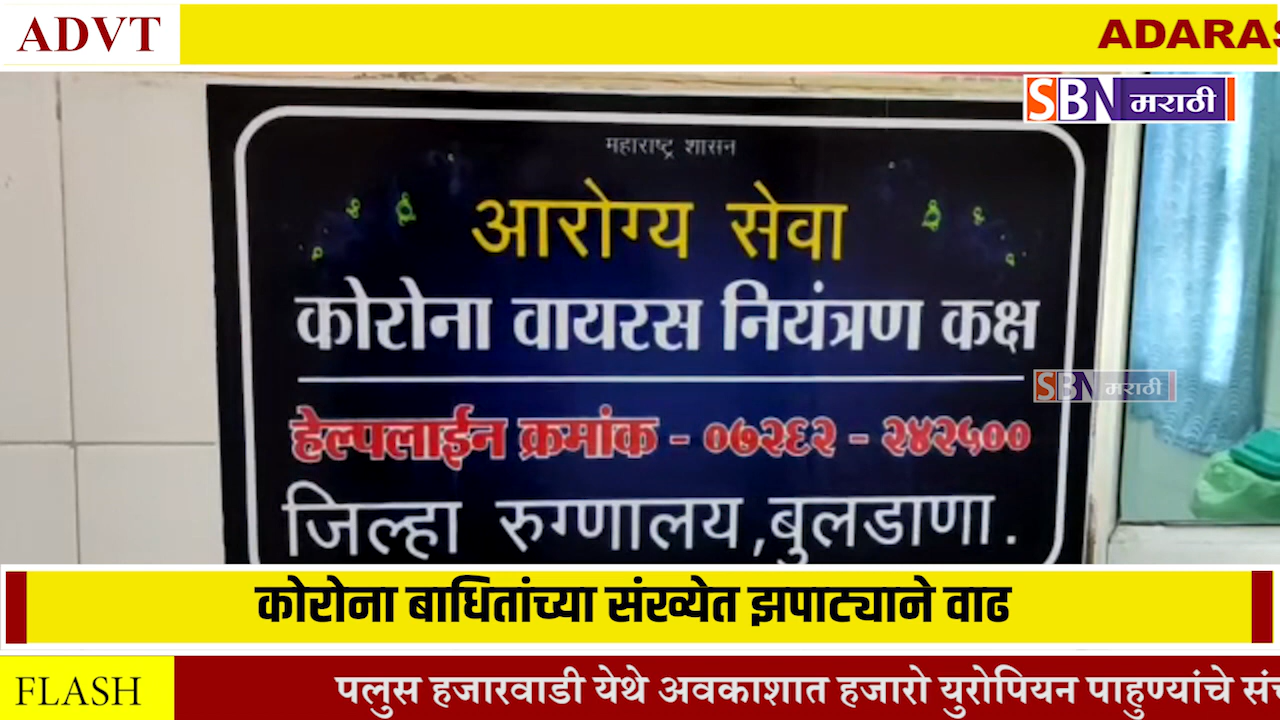 ADVT
ADARAS
SBN मराठी
महाराष्ट्र शासन
आरोग्य सेवा
कोरोना वायरस नियंत्रण कक्ष
SBN मराठी
हेल्पलाईन क्रमांक - ०७२६२ - २४२५००
जिल्हा रुग्णालय,बुलडाणा.
कोरोना बाधितांच्या संख्येत झपाट्याने वाढ
FLASH
पलुस हजारवाडी येथे अवकाशात हजारो युरोपियन पाहुण्यांचे संच